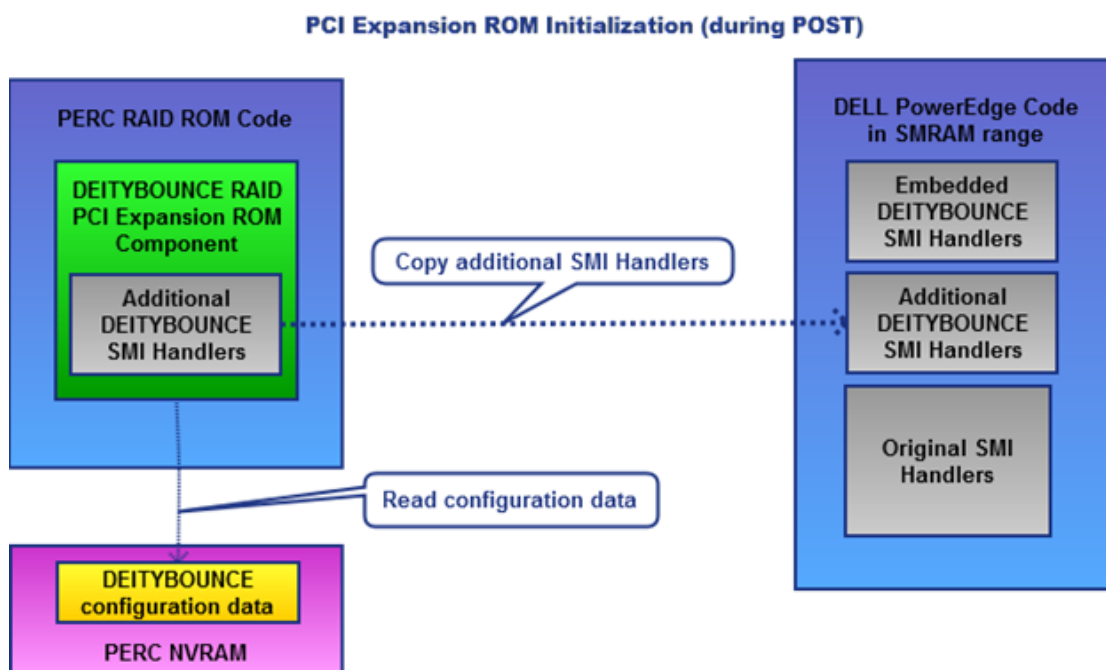 PCI Expansion ROM Initialization (during POST)
PERC RAID ROM Code
DEITYBOUNCE RAID
PCI Expansion ROM
Component
Additional
DEITYBOUNCE
SMI Handlers
Copy additional SMI Handlers
DELL PowerEdge Code
in SMRAM range
Embedded
DEITYBOUNCE
SMI Handlers
Additional
DEITYBOUNCE
SMI Handlers
Original SMI
Handlers
Read configuration data
DEITYBOUNCE
configuration data
PERC NVRAM